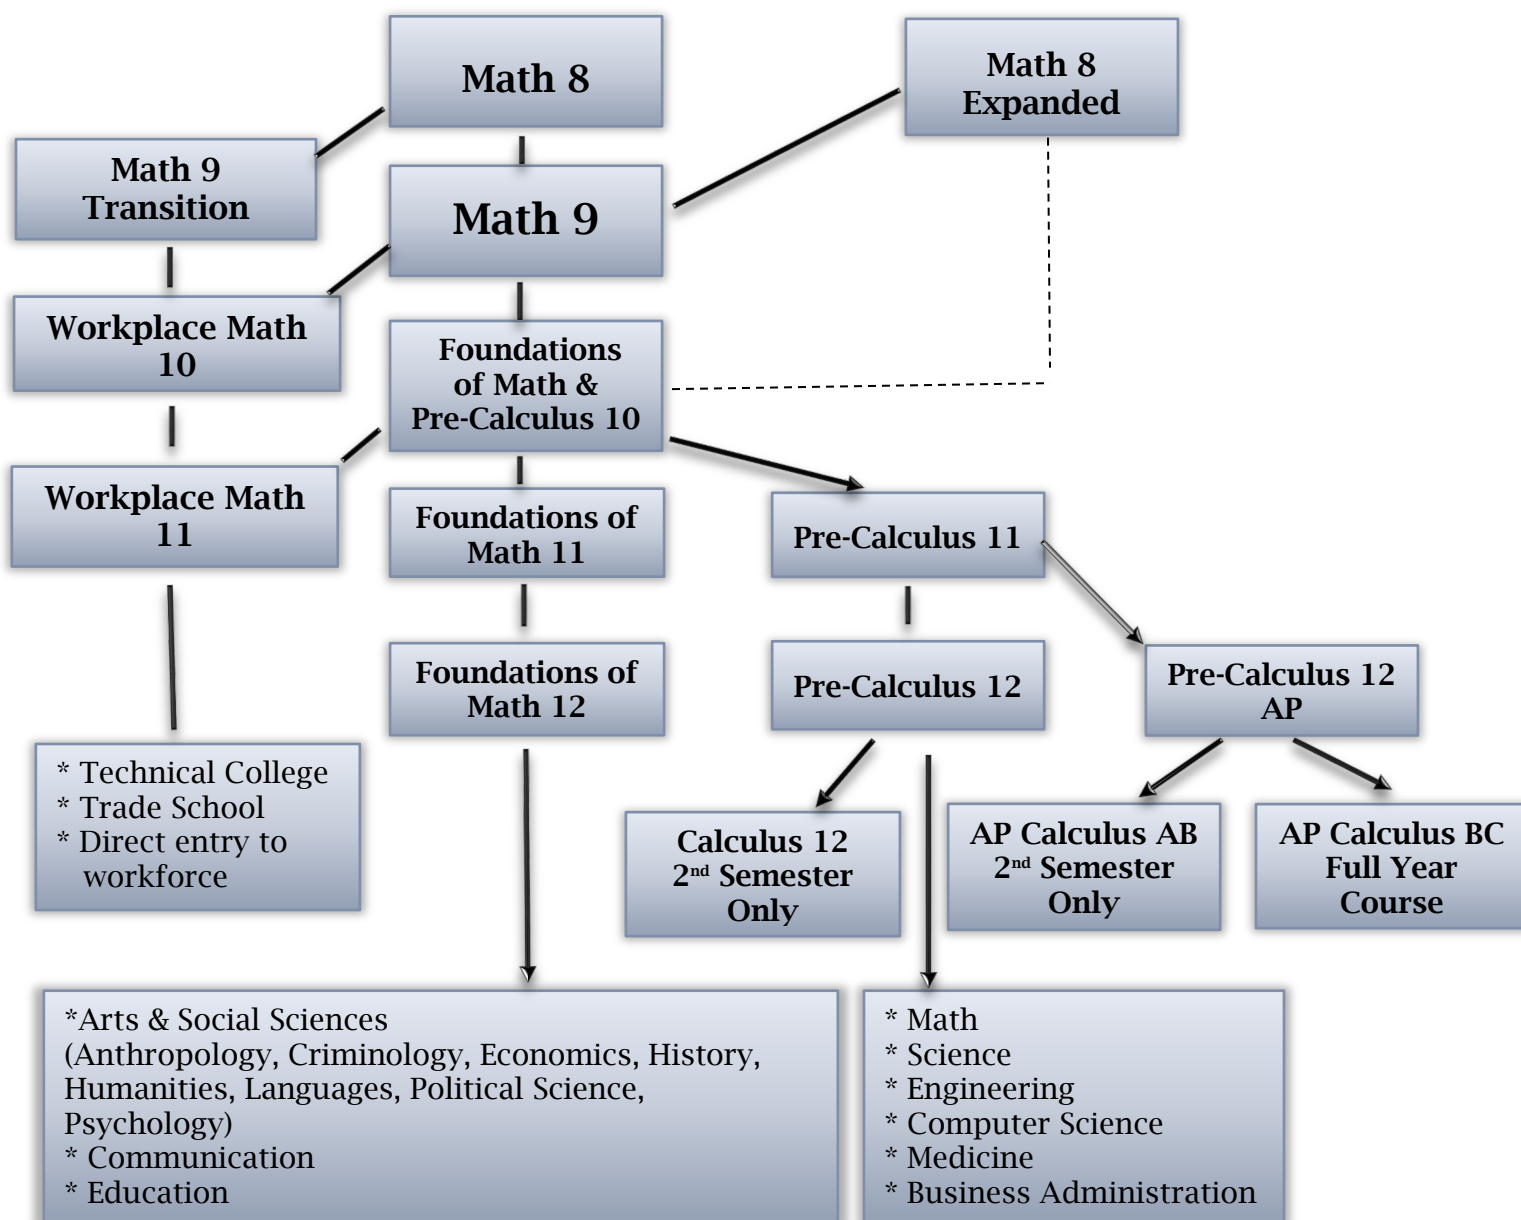 Math 8
Math 8
Expanded
Math 9
Transition
Math 9
Workplace Math
10
Foundations
of Math &
Pre-Calculus 10
Workplace Math
11
Foundations of
Math 11
Pre-Calculus 11
Foundations of
Math 12
Pre-Calculus 12
Pre-Calculus 12
AP
* Technical College
* Trade School
* Direct entry to
workforce
Calculus 12
2nd Semester
Only
AP Calculus AB
2nd Semester
Only
AP Calculus BC
Full Year
Course
*Arts & Social Sciences
(Anthropology, Criminology, Economics, History,
Humanities, Languages, Political Science,
Psychology)
* Communication
* Education
* Math
* Science
* Engineering
* Computer Science
* Medicine
* Business Administration